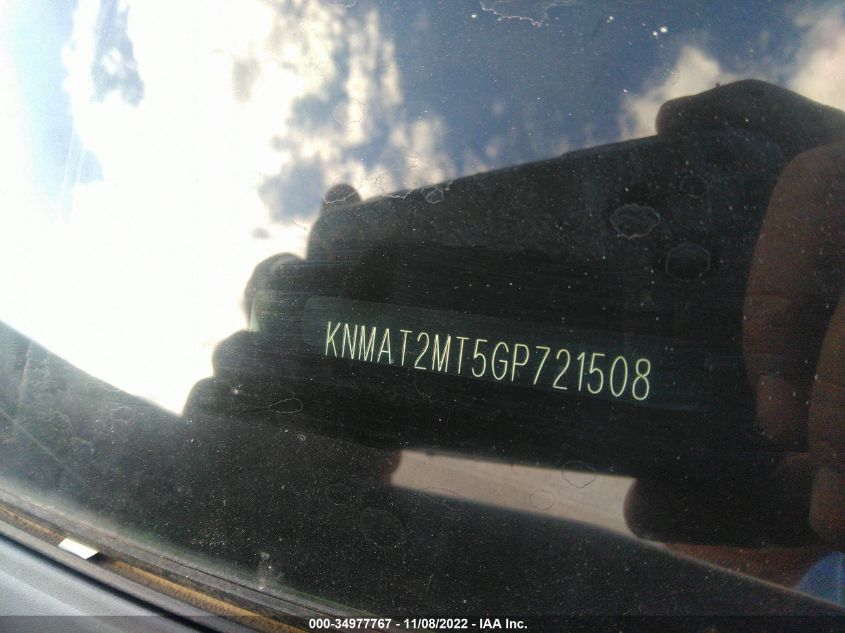 KNMAT2MT5GP721508
000-34977767 - 11/08/2022 - IAA Inc.